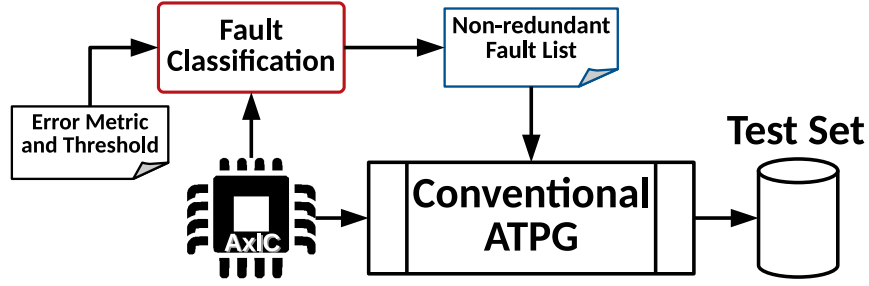 Fault
Classification
Non-redundant
Fault List
Error Metric
and Threshold
Test Set
AxIC
Conventional
ATPG